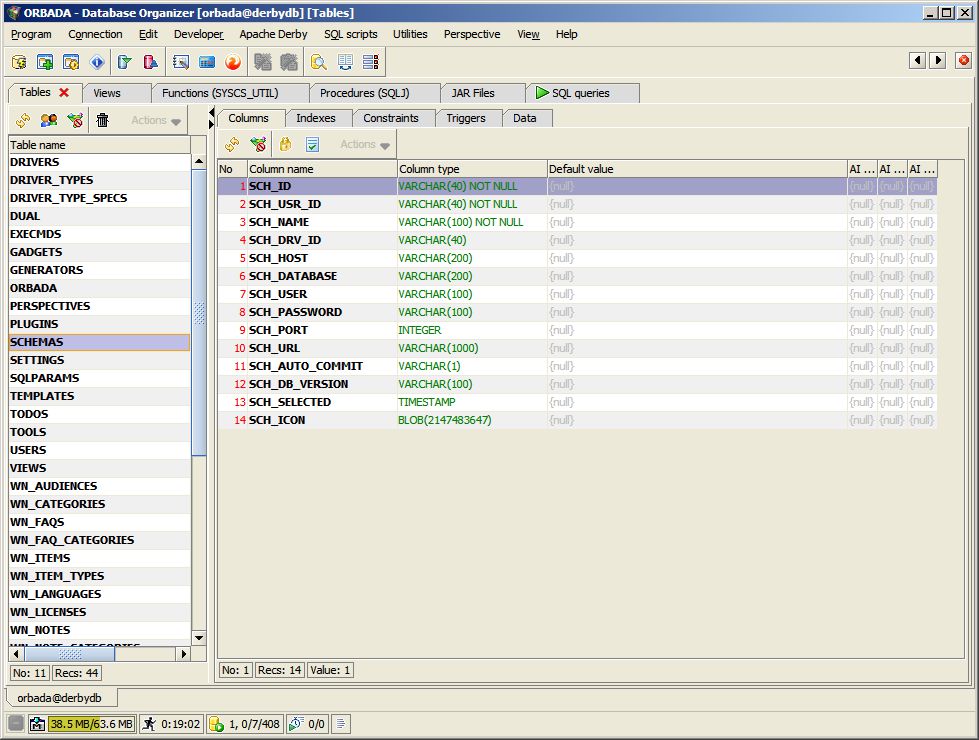 ORBADA - Database Organizer [orbada@derbydb] [Tables]
Program Connection Edit Developer Apache Derby SQL scripts Utilities Perspective View Help
Tables Views Functions (SYSCS_UTIL) Procedures (SQLJ) JAR Files SQL queries
Actions
Table name
DRIVERS
DRIVER_TYPES
DRIVER_TYPE_SPECS
DUAL
EXECMDS
GADGETS
GENERATORS
ORBADA
PERSPECTIVES
PLUGINS
SCHEMAS
SETTINGS
SQLPARAMS
TEMPLATES
TODOS
TOOLS
USERS
VIEWS
WN_AUDIENCES
WN_CATEGORIES
WN_FAQS
WN_FAQ_CATEGORIES
WN_ITEMS
WN_ITEM_TYPES
WN_LANGUAGES
WN_LICENSES
WN_NOTES
WN_NOTE_CATEGORIES
No: 11 Recs: 44
Columns Indexes Constraints Triggers Data
Actions
No Column name Column type Default value AI ... AI ... AI ...
1 SCH_ID VARCHAR(40) NOT NULL {null} {null} {null} {null}
2 SCH_USR_ID VARCHAR(40) NOT NULL {null} {null} {null} {null}
3 SCH_NAME VARCHAR(100) NOT NULL {null} {null} {null} {null}
4 SCH_DRV_ID VARCHAR(40) {null} {null} {null} {null}
5 SCH_HOST VARCHAR(200) {null} {null} {null} {null}
6 SCH_DATABASE VARCHAR(200) {null} {null} {null} {null}
7 SCH_USER VARCHAR(100) {null} {null} {null} {null}
8 SCH_PASSWORD VARCHAR(100) {null} {null} {null} {null}
9 SCH_PORT INTEGER {null} {null} {null} {null}
10 SCH_URL VARCHAR(1000) {null} {null} {null} {null}
11 SCH_AUTO_COMMIT VARCHAR(1) {null} {null} {null} {null}
12 SCH_DB_VERSION VARCHAR(100) {null} {null} {null} {null}
13 SCH_SELECTED TIMESTAMP {null} {null} {null} {null}
14 SCH_ICON BLOB(2147483647) {null} {null} {null} {null}
No: 1 Recs: 14 Value: 1
orbada@derbydb
38.5 MB/63.6 MB 0:19:02 1, 0/7/408 0/0